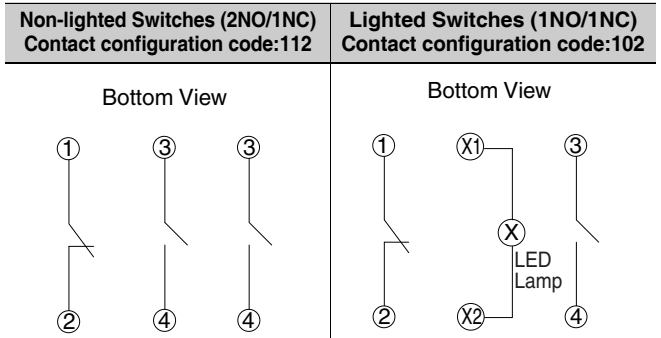 Non-lighted Switches (2NO/1NC)
Contact configuration code:112
Lighted Switches (1NO/1NC)
Contact configuration code:102
Bottom View
Bottom View
1 3 3
1 X1 3
X
LED
Lamp
2 4 4
2 X2 4